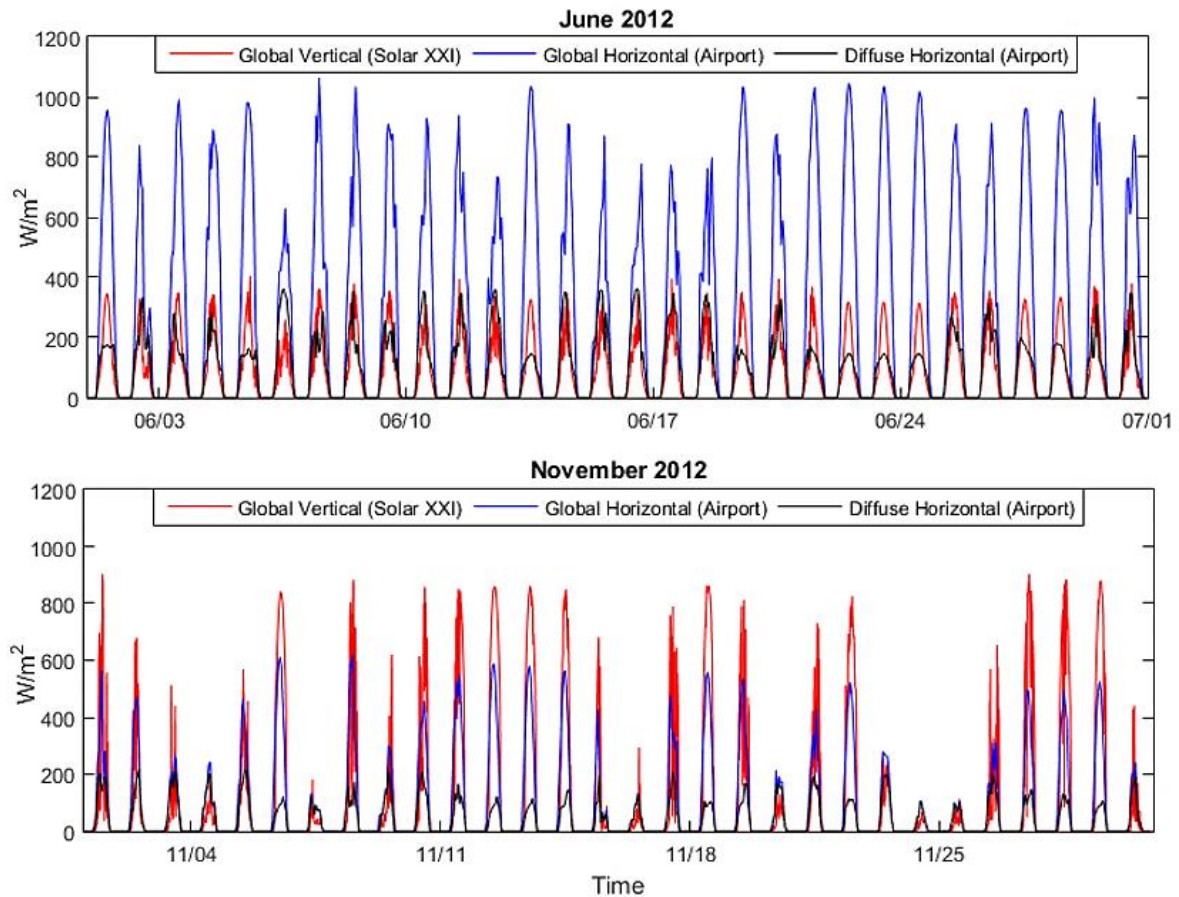 June 2012
Global Vertical (Solar XXI) Global Horizontal (Airport) Diffuse Horizontal (Airport)
1200
1000
800
600
400
200
0
W/m²
06/03 06/10 06/17 06/24 07/01
November 2012
Global Vertical (Solar XXI) Global Horizontal (Airport) Diffuse Horizontal (Airport)
1200
1000
800
600
400
200
0
W/m²
11/04 11/11 11/18 11/25
Time